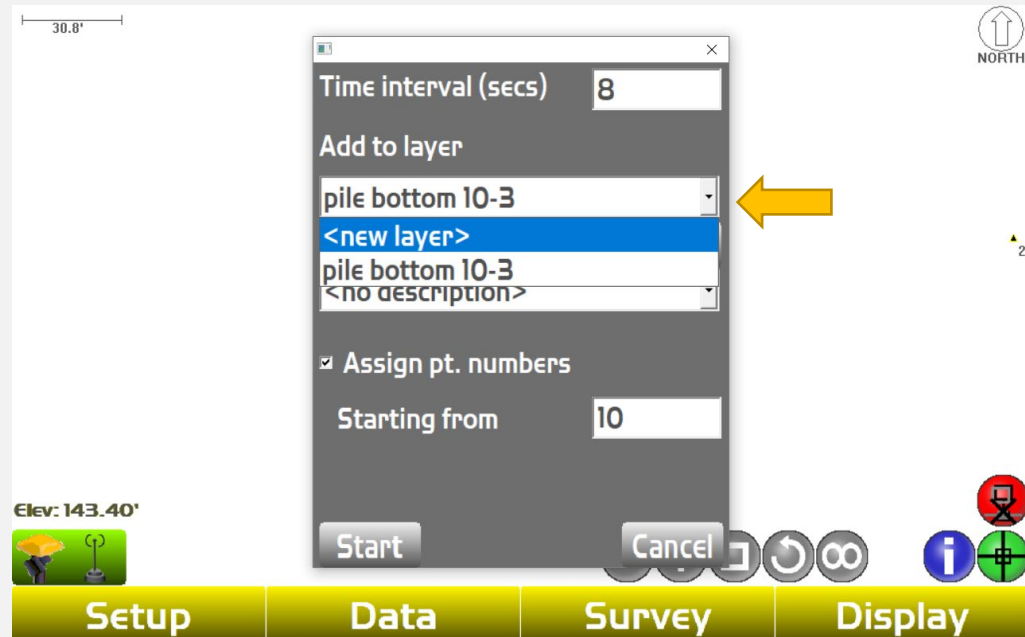 30.8'
NORTH
Time interval (secs) 8
Add to layer
pile bottom 10-3
<new layer>
pile bottom 10-3
<no description>
2
Assign pt. numbers
Starting from 10
Elev: 143.40'
Start Cancel
Setup Data Survey Display